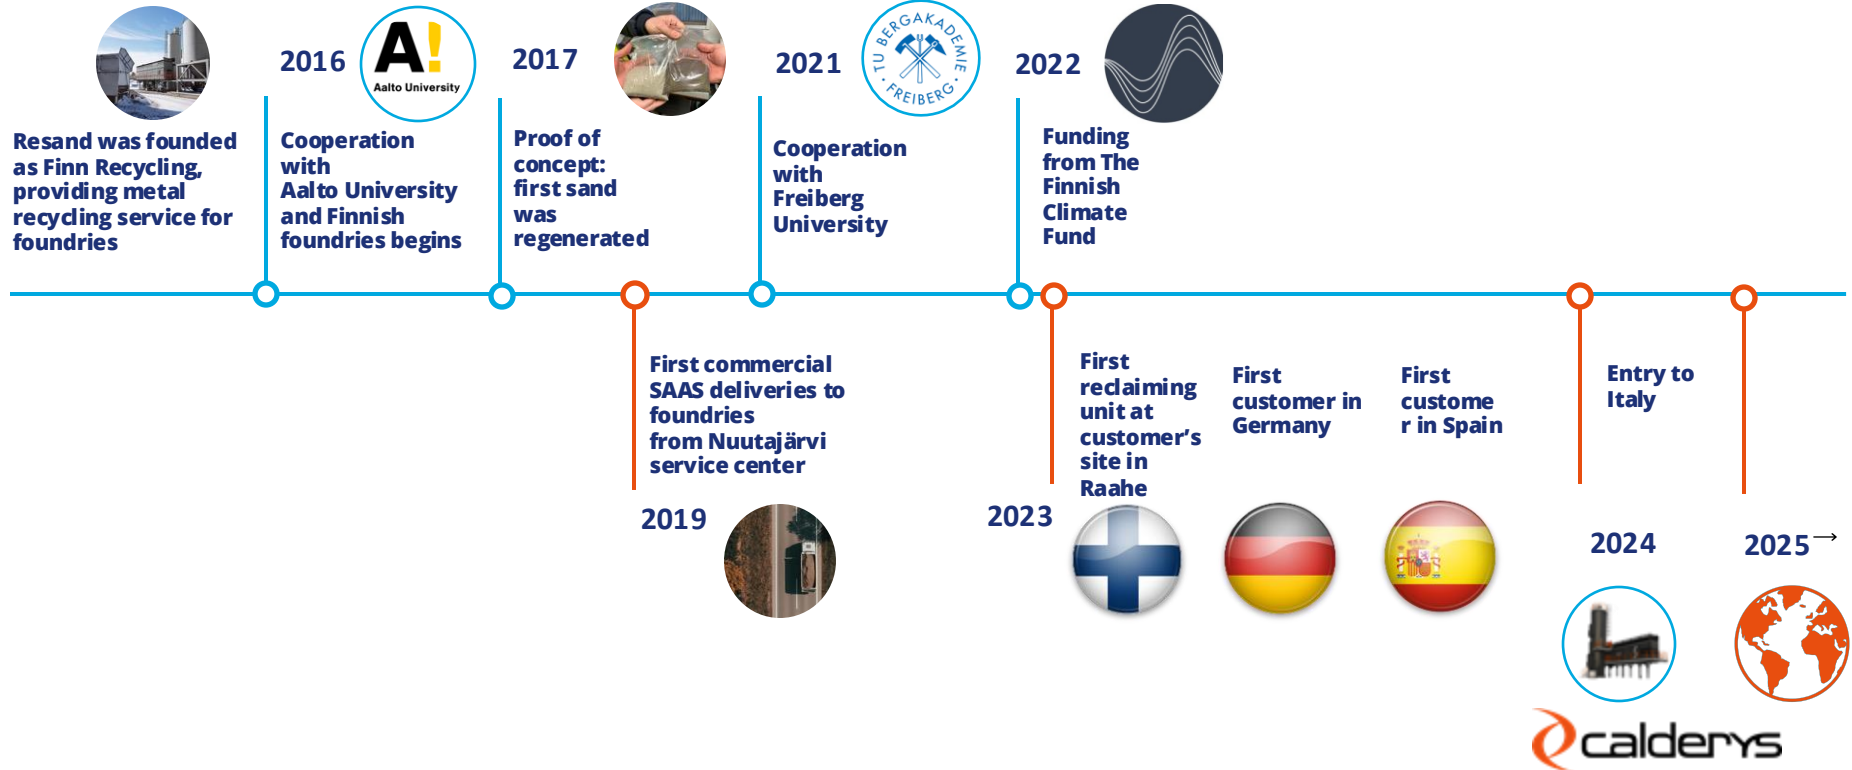 Resand was founded
as Finn Recycling,
providing metal
recycling service for
foundries
2016
A!
Aalto University
Cooperation
with
Aalto University
and Finnish
foundries begins
2017
Proof of
concept:
first sand
was
regenerated
2021
TU BERGAKADEMIE
FREIBERG
Cooperation
with
Freiberg
University
2022
Funding
from The
Finnish
Climate
Fund
First commercial
SAAS deliveries to
foundries
from Nuutajärvi
service center
2019
2023
First
reclaiming
unit at
customer’s
site in
Raahe
First
customer in
Germany
First
custome
r in Spain
Entry to
Italy
2024
2025→
calderys